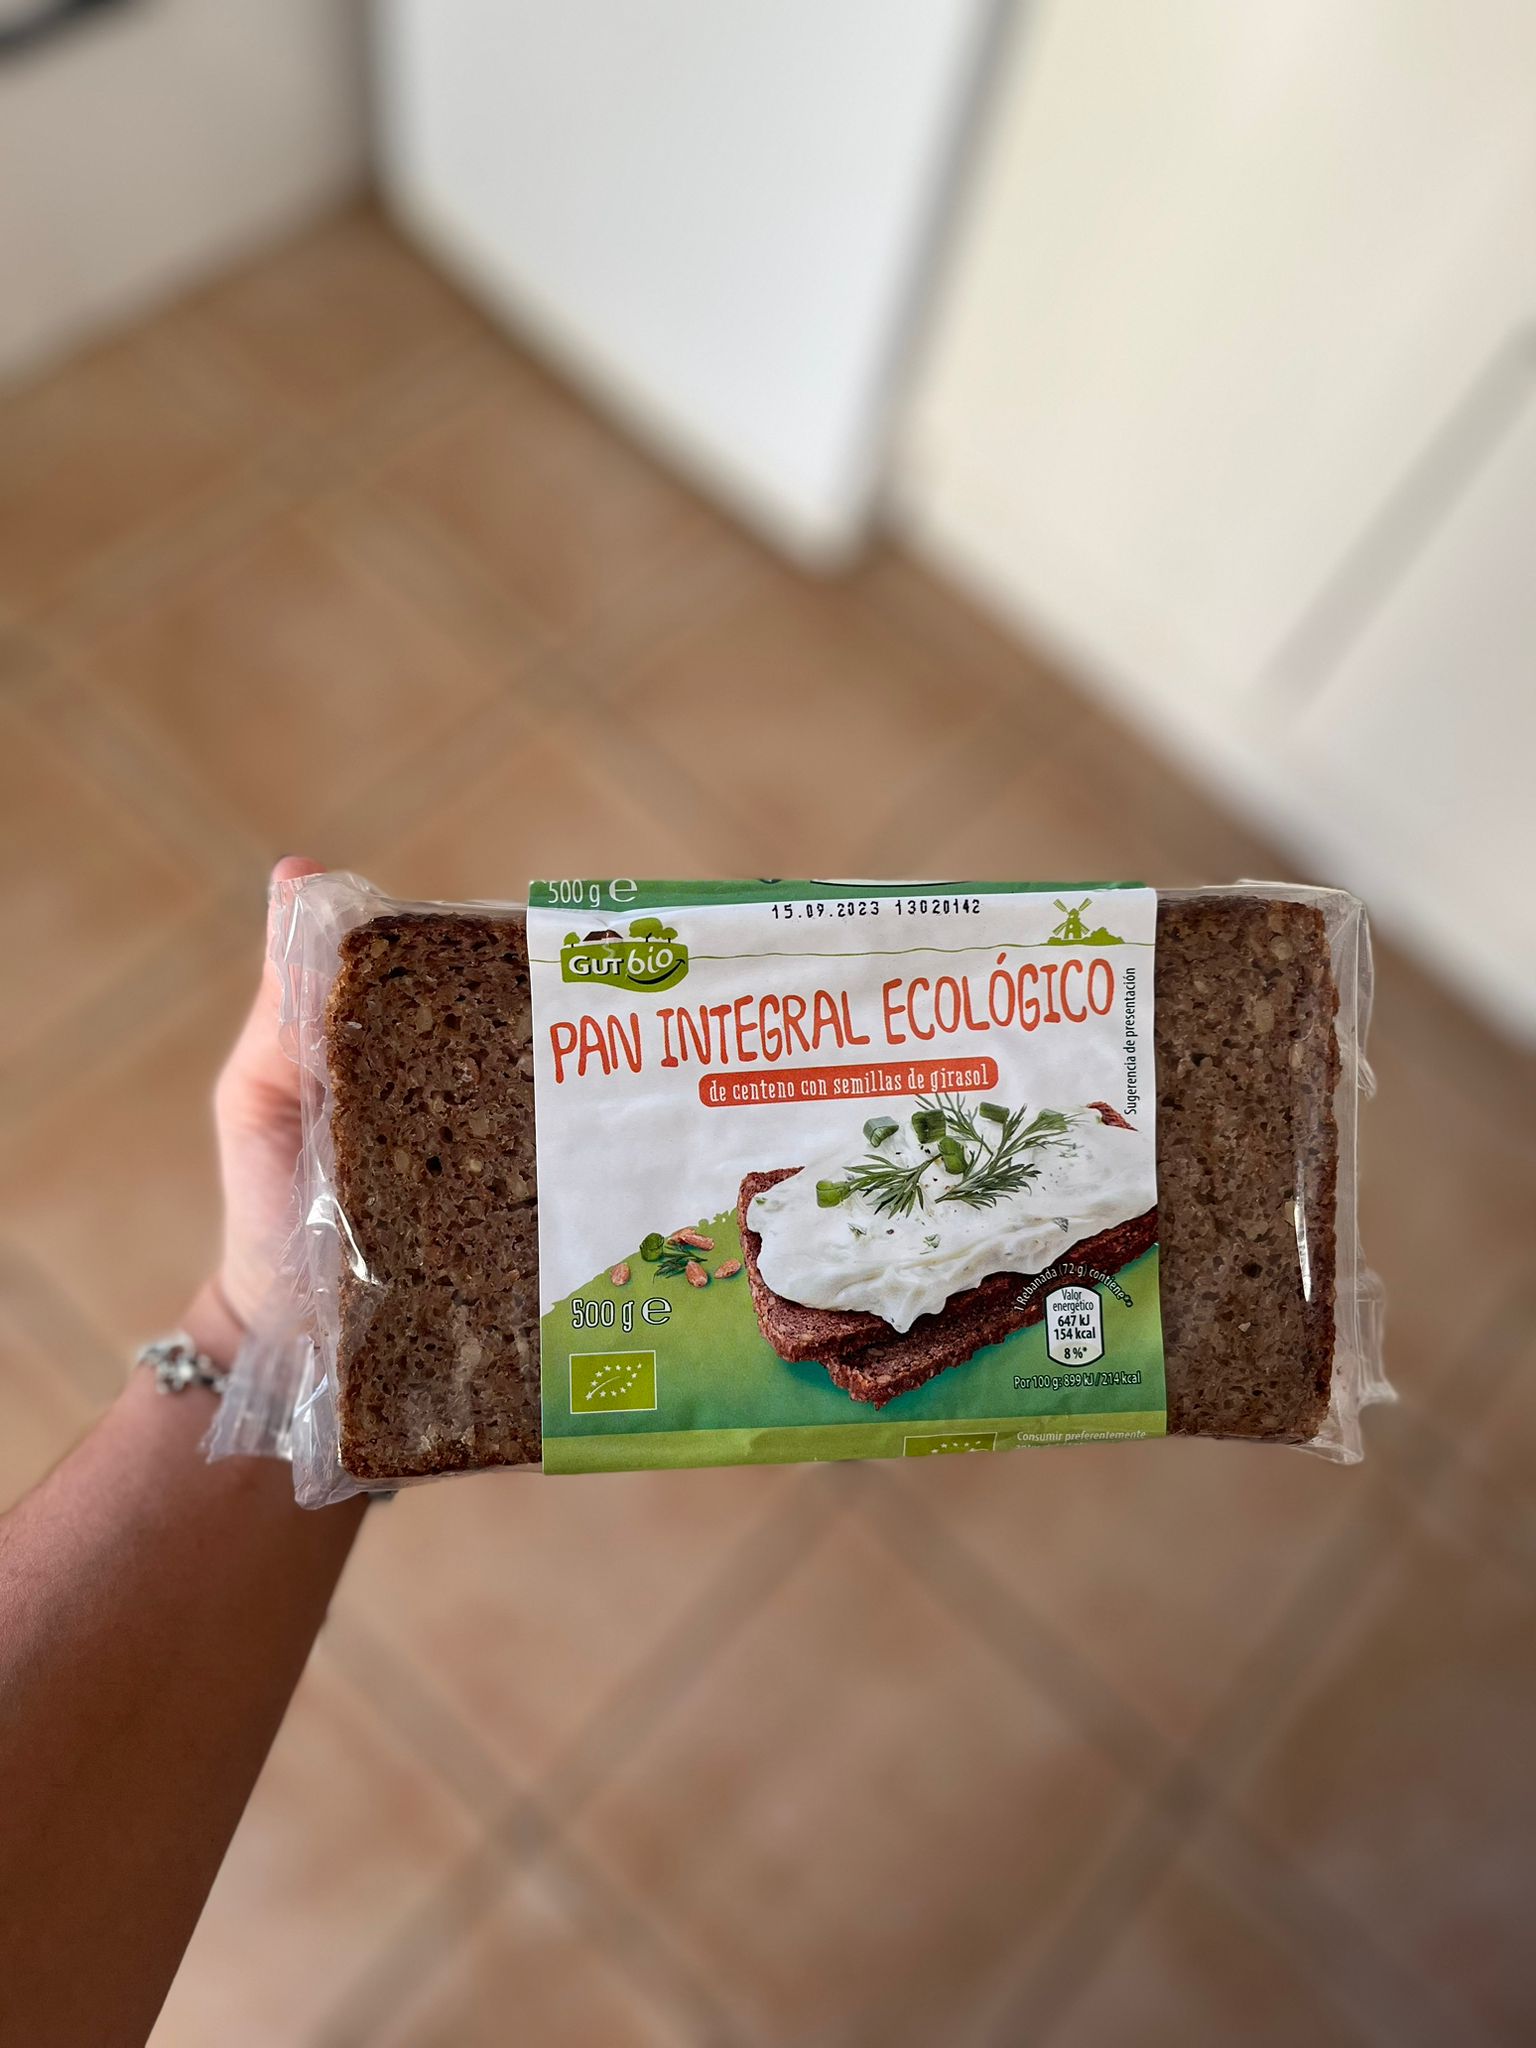 500 g e
15.09.2023 13020142
GUT bio
PAN INTEGRAL ECOLÓGICO
de centeno con semillas de girasol
Sugerencia de presentación
500 g e
1 Rebanada (72 g) contiene**
Valor
energético
647 kJ
154 kcal
8 %*
Por 100 g: 899 kJ / 214 kcal
Consumir preferentemente